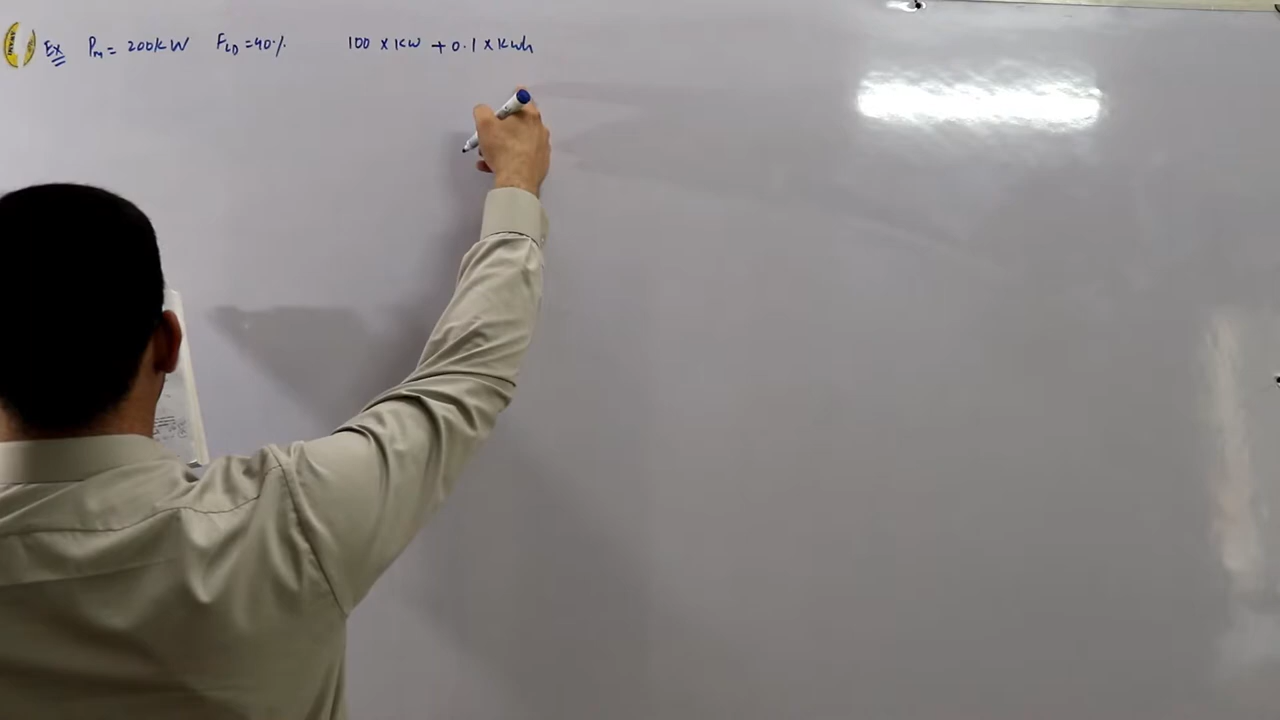 Ex Pm = 200kW FLD = 40% 100 x kW + 0.1 x kWh